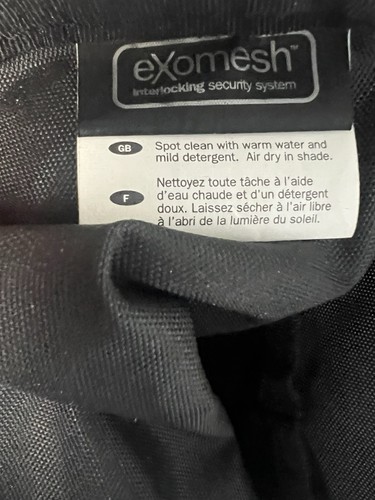 eXomesh™
interlocking security system
GB Spot clean with warm water and
mild detergent. Air dry in shade.
F Nettoyez toute tâche à l'aide
d'eau chaude et d'un détergent
doux. Laissez sécher à l'air libre
à l'abri de la lumière du soleil.